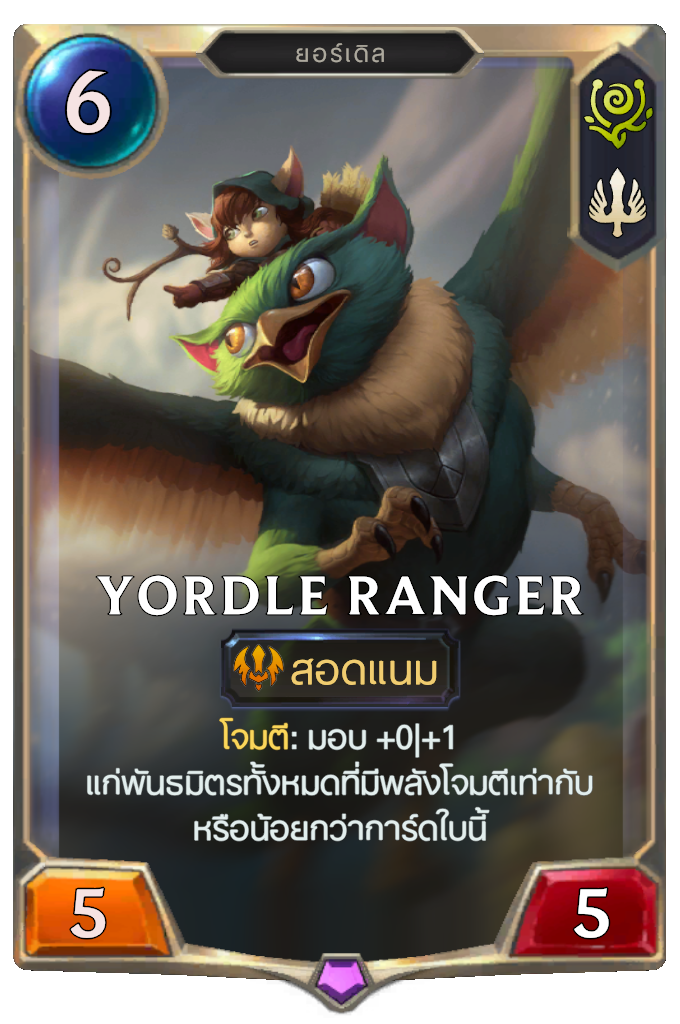 ยอร์เดิล
6
YORDLE RANGER
สอดแนม
โจมตี: มอบ +0|+1
แก่พันธมิตรทั้งหมดที่มีพลังโจมตีเท่ากับ
หรือน้อยกว่าการ์ดใบนี้
5
5